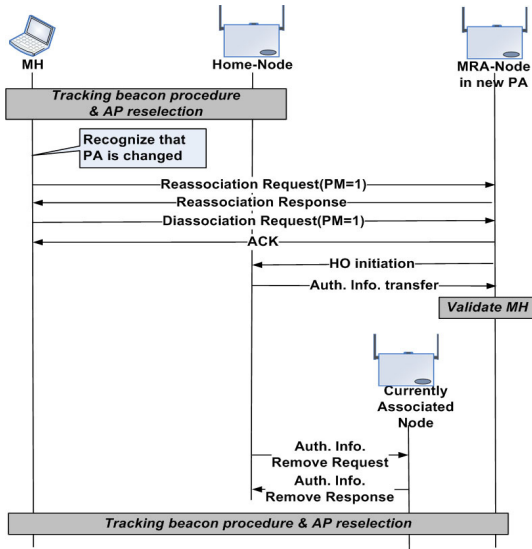 MH
Home-Node
MRA-Node
in new PA
Tracking beacon procedure
& AP reselection
Recognize that
PA is changed
Reassociation Request(PM=1)
Reassociation Response
Diassociation Request(PM=1)
ACK
HO initiation
Auth. Info. transfer
Validate MH
Currently
Associated
Node
Auth. Info.
Remove Request
Auth. Info.
Remove Response
Tracking beacon procedure & AP reselection